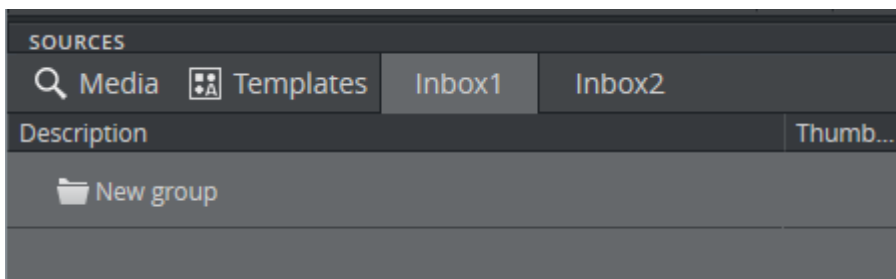 SOURCES
Media Templates Inbox1 Inbox2
Description Thumb...
New group